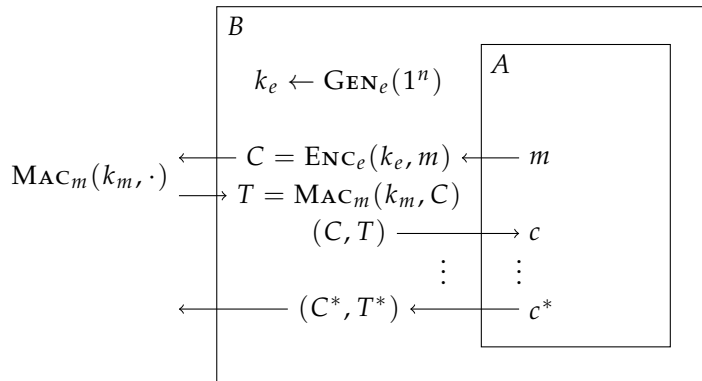 B
A
k_e ← GEN_e(1^n)
C = ENC_e(k_e, m) m
MAC_m(k_m, ·)
T = MAC_m(k_m, C)
(C, T) c
⋮ ⋮
(C*, T*) c*